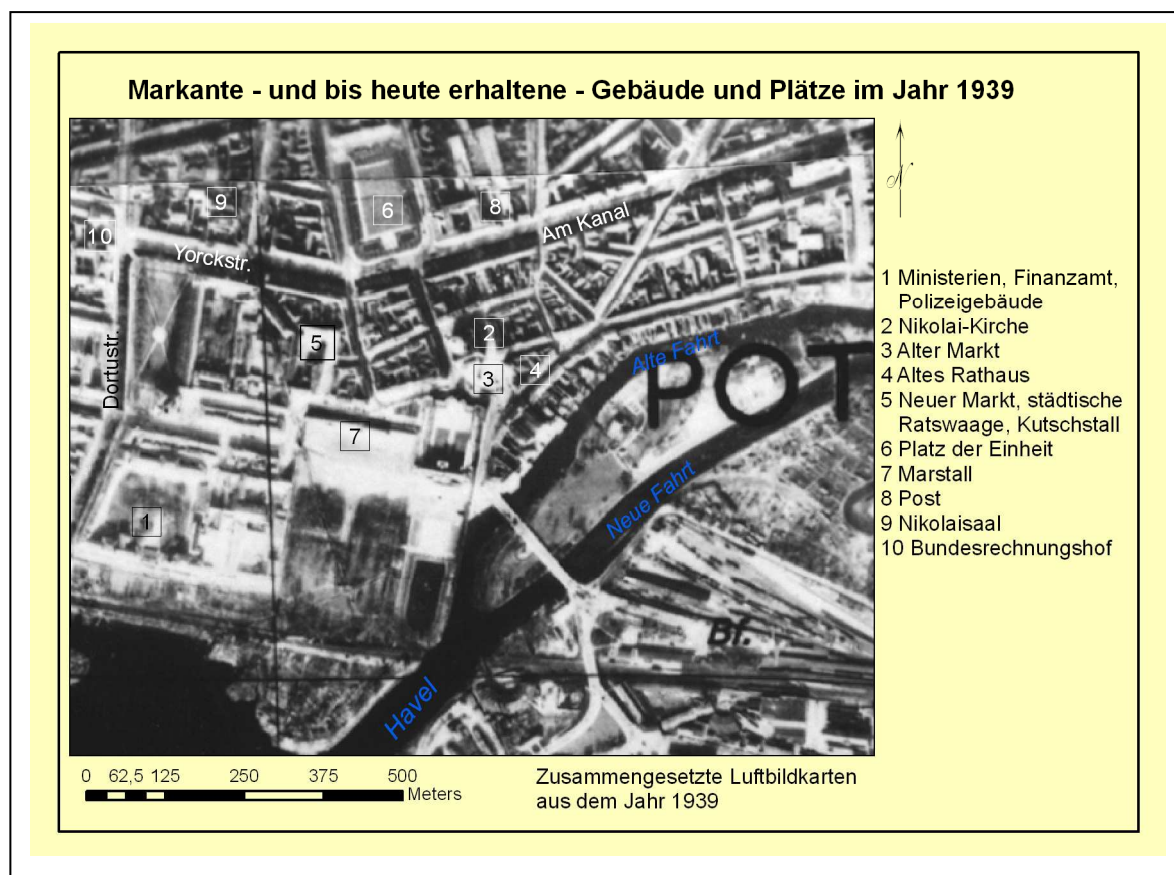 Markante - und bis heute erhaltene - Gebäude und Plätze im Jahr 1939
N
9
6
8
10
Am Kanal
Yorckstr.
Dortustr.
5
2
3
4
Alte Fahrt
POT
7
1
Neue Fahrt
Bf.
Havel
1 Ministerien, Finanzamt,
Polizeigebäude
2 Nikolai-Kirche
3 Alter Markt
4 Altes Rathaus
5 Neuer Markt, städtische
Ratswaage, Kutschstall
6 Platz der Einheit
7 Marstall
8 Post
9 Nikolaisaal
10 Bundesrechnungshof
0 62,5 125 250 375 500
Meters
Zusammengesetzte Luftbildkarten
aus dem Jahr 1939